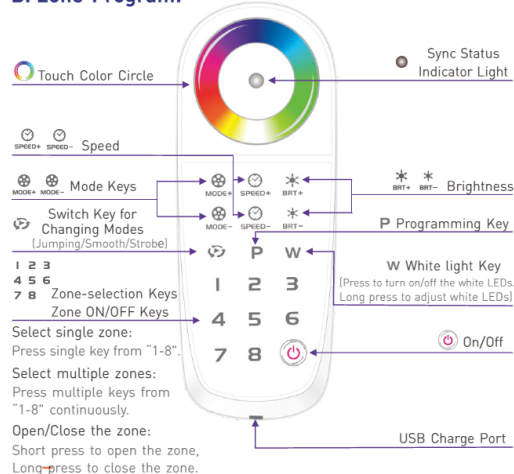 B. Zone Program:
Touch Color Circle
Sync Status
Indicator Light
SPEED+ SPEED- Speed
MODE+ MODE- Mode Keys
Switch Key for
Changing Modes
(Jumping/Smooth/Strobe)
1 2 3
4 5 6
7 8 Zone-selection Keys
Zone ON/OFF Keys
Select single zone:
Press single key from "1-8".
Select multiple zones:
Press multiple keys from
"1-8" continuously.
Open/Close the zone:
Short press to open the zone,
Long press to close the zone.
MODE+ SPEED+ BRT+
MODE- SPEED- BRT-
P W
1 2 3
4 5 6
7 8
BRT+ BRT- Brightness
P Programming Key
W White light Key
(Press to turn on/off the white LEDs.
Long press to adjust white LEDs)
On/Off
USB Charge Port